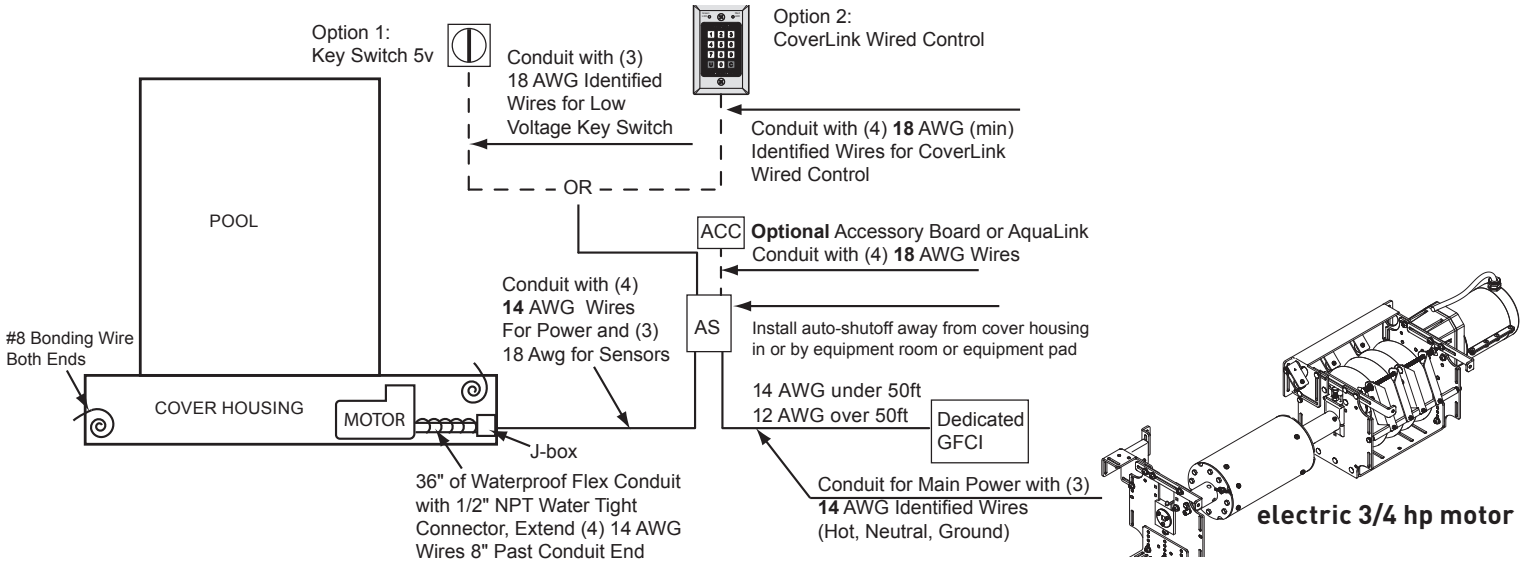 Option 1:
Key Switch 5v
Conduit with (3)
18 AWG Identified
Wires for Low
Voltage Key Switch
Option 2:
CoverLink Wired Control
Conduit with (4) 18 AWG (min)
Identified Wires for CoverLink
Wired Control
OR
POOL
ACC
Optional Accessory Board or AquaLink
Conduit with (4) 18 AWG Wires
Conduit with (4)
14 AWG Wires
For Power and (3)
18 Awg for Sensors
AS
Install auto-shutoff away from cover housing
in or by equipment room or equipment pad
#8 Bonding Wire
Both Ends
COVER HOUSING
MOTOR
J-box
14 AWG under 50ft
12 AWG over 50ft
Dedicated
GFCI
36" of Waterproof Flex Conduit
with 1/2" NPT Water Tight
Connector, Extend (4) 14 AWG
Wires 8" Past Conduit End
Conduit for Main Power with (3)
14 AWG Identified Wires
(Hot, Neutral, Ground)
electric 3/4 hp motor